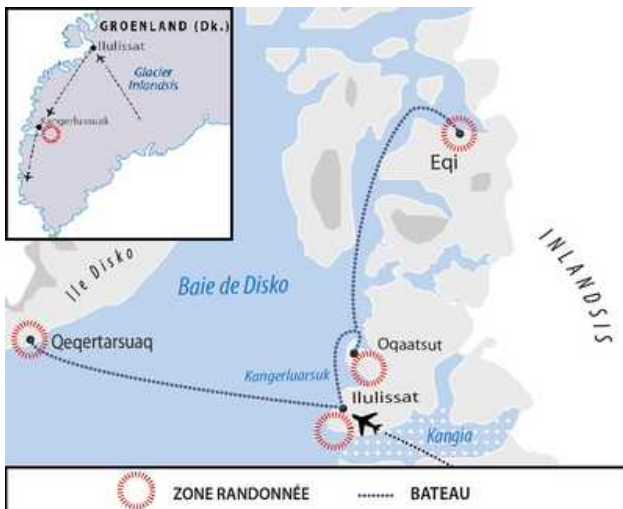 GROENLAND (Dk.)
Ilulissat
Glacier
Inlandsis
Kangerlussuak
Eqi
INLANDSIS
Ile Disko
Baie de Disko
Qeqertarsuaq
Oqaatsut
Kangerluarsuk
Ilulissat
Kangia
ZONE RANDONNÉE
BATEAU